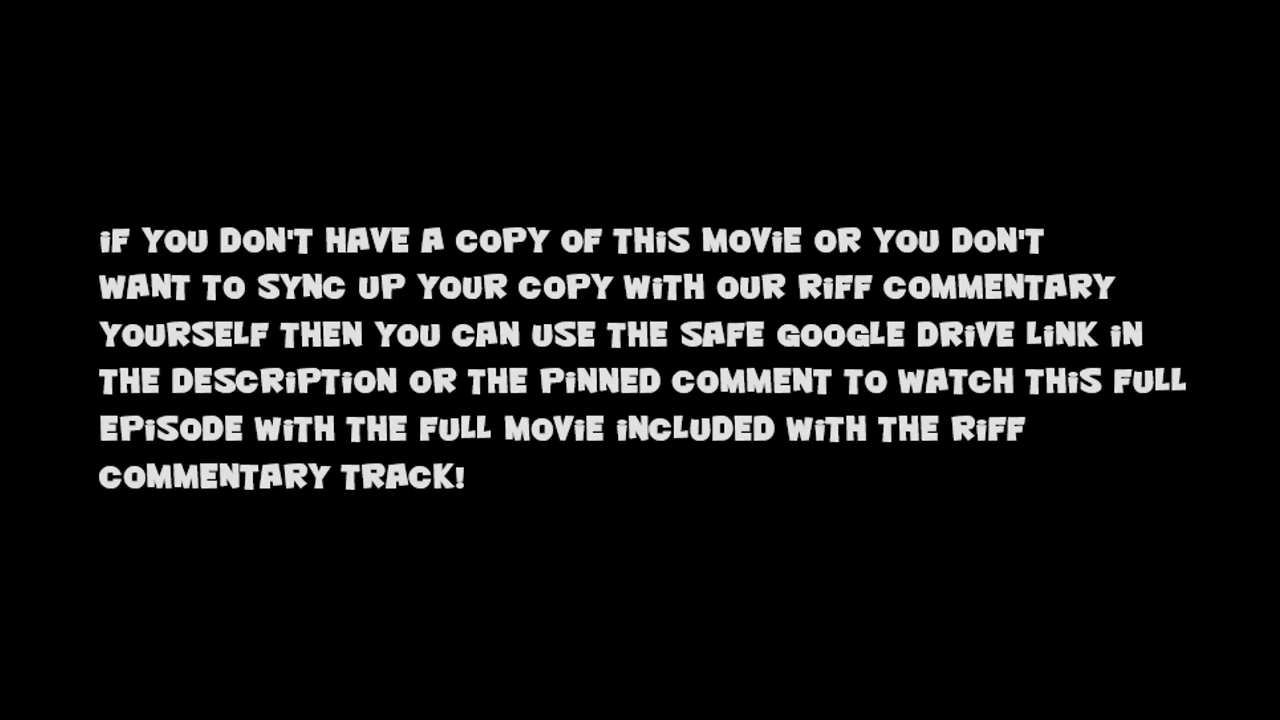 IF YOU DON'T HAVE A COPY OF THIS MOVIE OR YOU DON'T
WANT TO SYNC UP YOUR COPY WITH OUR RIFF COMMENTARY
YOURSELF THEN YOU CAN USE THE SAFE GOOGLE DRIVE LINK IN
THE DESCRIPTION OR THE PINNED COMMENT TO WATCH THIS FULL
EPISODE WITH THE FULL MOVIE INCLUDED WITH THE RIFF
COMMENTARY TRACK!